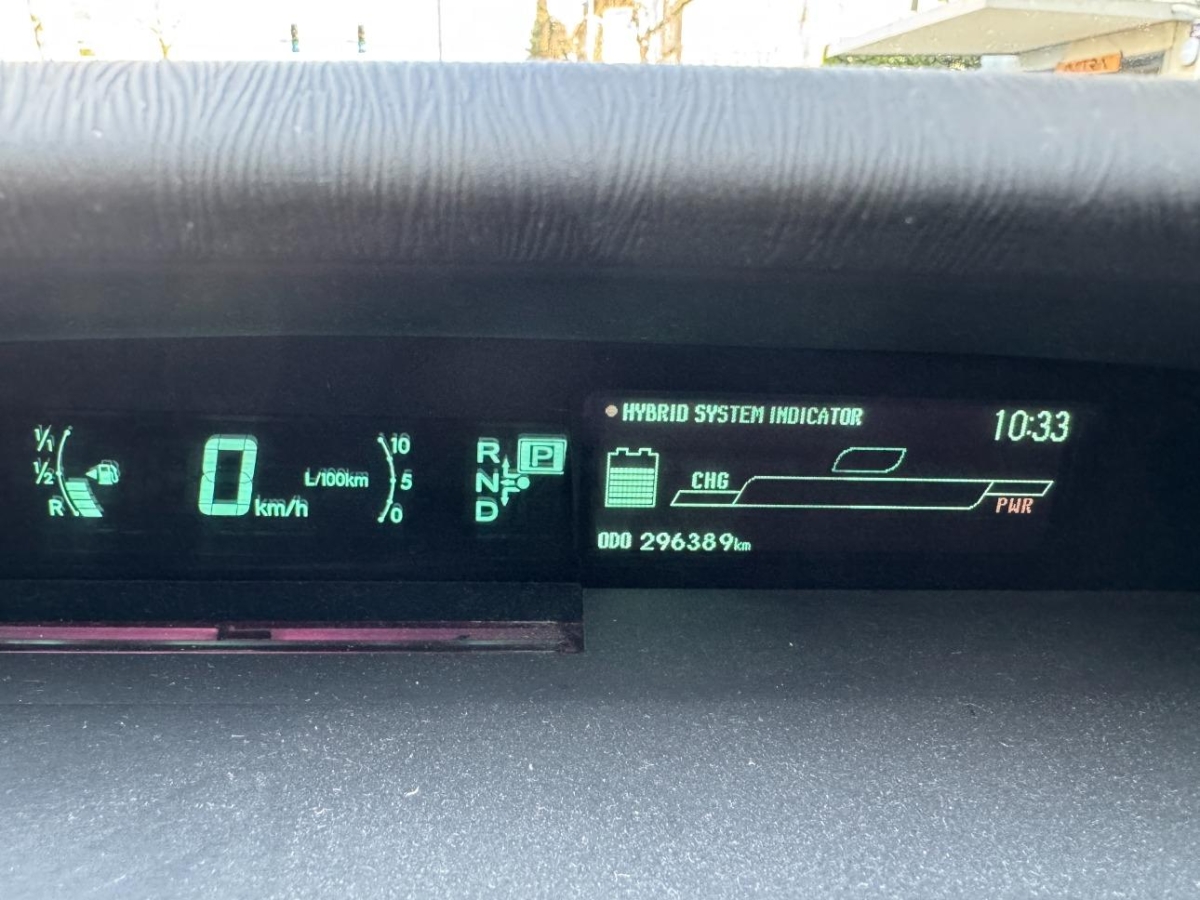 1/1
1/2
R
0 km/h
L/100km
10
5
0
R
N
D
P
HYBRID SYSTEM INDICATOR
10:33
CHG
PWR
ODO 296389km